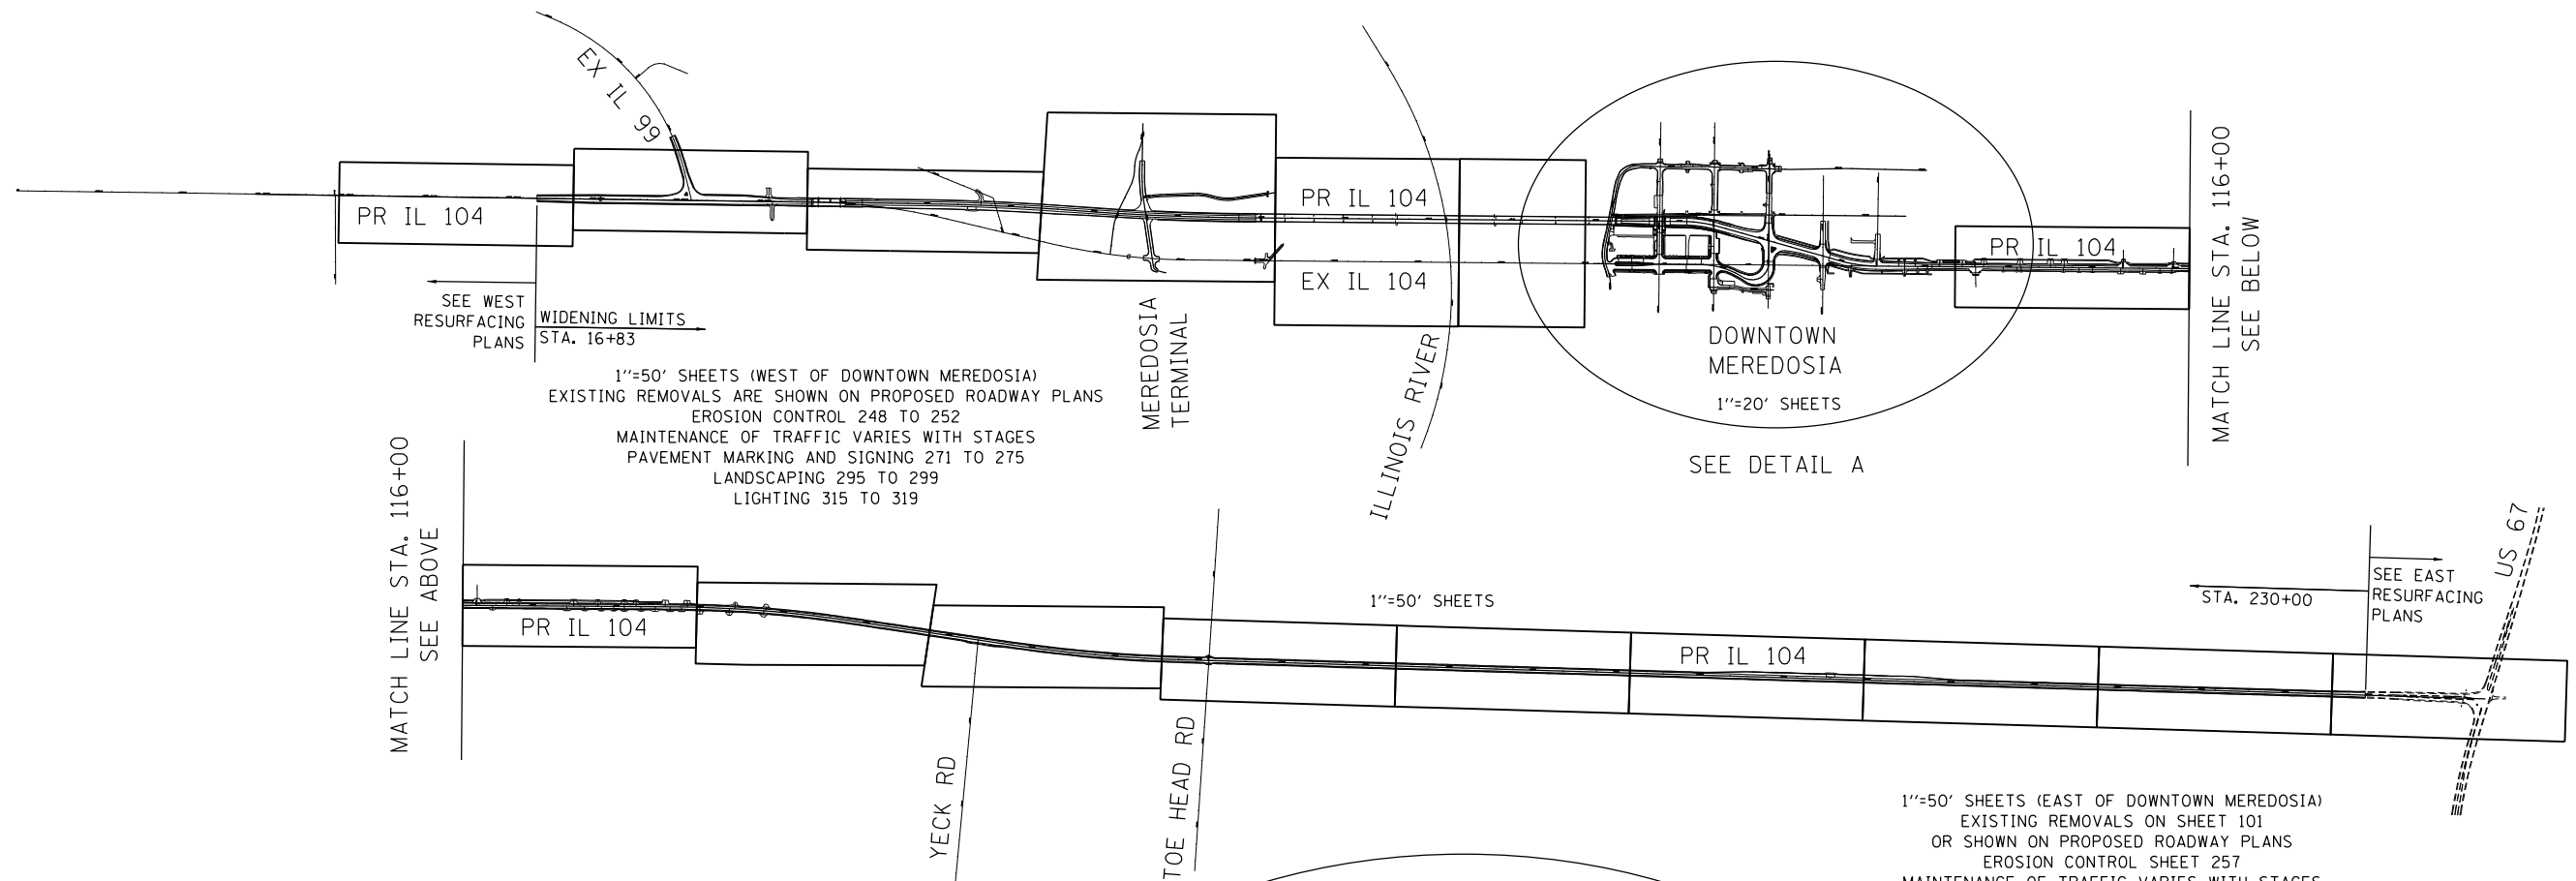 EX IL 99
PR IL 104
SEE WEST
RESURFACING
PLANS
WIDENING LIMITS
STA. 16+83
1''=50' SHEETS (WEST OF DOWNTOWN MEREDOSIA)
EXISTING REMOVALS ARE SHOWN ON PROPOSED ROADWAY PLANS
EROSION CONTROL 248 TO 252
MAINTENANCE OF TRAFFIC VARIES WITH STAGES
PAVEMENT MARKING AND SIGNING 271 TO 275
LANDSCAPING 295 TO 299
LIGHTING 315 TO 319
MEREDOSIA
TERMINAL
PR IL 104
EX IL 104
ILLINOIS RIVER
DOWNTOWN
MEREDOSIA
1''=20' SHEETS
SEE DETAIL A
PR IL 104
MATCH LINE STA. 116+00
SEE BELOW
MATCH LINE STA. 116+00
SEE ABOVE
PR IL 104
YECK RD
TOE HEAD RD
1''=50' SHEETS
PR IL 104
STA. 230+00
SEE EAST
RESURFACING
PLANS
US 67
1''=50' SHEETS (EAST OF DOWNTOWN MEREDOSIA)
EXISTING REMOVALS ON SHEET 101
OR SHOWN ON PROPOSED ROADWAY PLANS
EROSION CONTROL SHEET 257
MAINTENANCE OF TRAFFIC VARIES WITH STAGES